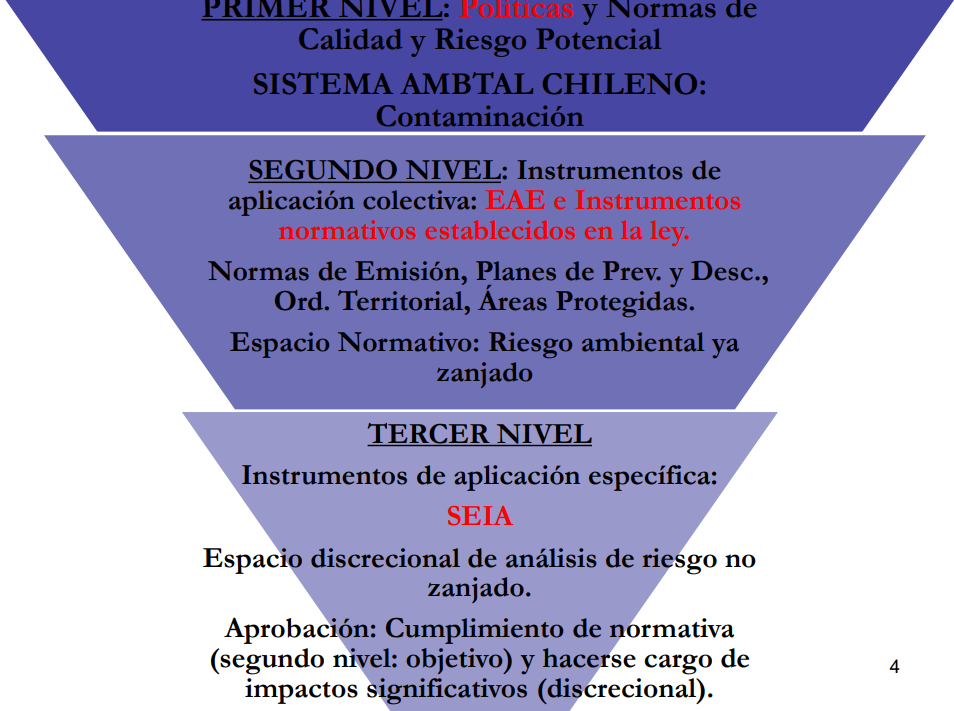 PRIMER NIVEL: Políticas y Normas de
Calidad y Riesgo Potencial
SISTEMA AMBTAL CHILENO:
Contaminación
SEGUNDO NIVEL: Instrumentos de
aplicación colectiva: EAE e Instrumentos
normativos establecidos en la ley.
Normas de Emisión, Planes de Prev. y Desc.,
Ord. Territorial, Áreas Protegidas.
Espacio Normativo: Riesgo ambiental ya
zanjado
TERCER NIVEL
Instrumentos de aplicación específica:
SEIA
Espacio discrecional de análisis de riesgo no
zanjado.
Aprobación: Cumplimiento de normativa
(segundo nivel: objetivo) y hacerse cargo de
impactos significativos (discrecional).
4